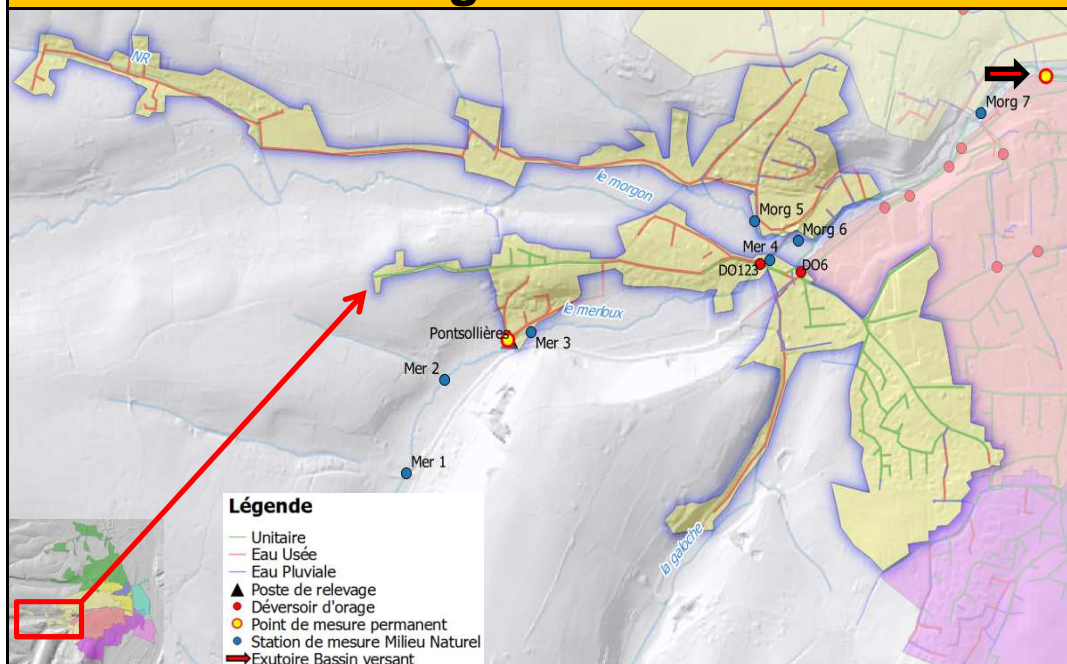 g
NR
Morg 7
le morgon
Morg 5
Morg 6
Mer 4
DO123
DO6
le merloux
Pontsollières
Mer 3
Mer 2
Mer 1
la galoche
Légende
Unitaire
Eau Usée
Eau Pluviale
Poste de relevage
Déversoir d'orage
Point de mesure permanent
Station de mesure Milieu Naturel
Exutoire Bassin versant